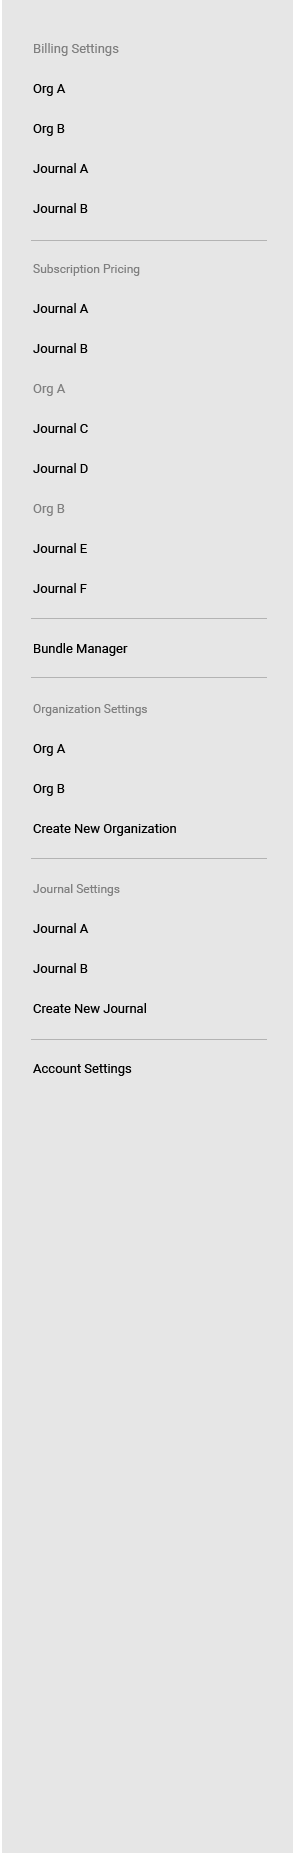 Billing Settings
Org A
Org B
Journal A
Journal B
Subscription Pricing
Journal A
Journal B
Org A
Journal C
Journal D
Org B
Journal E
Journal F
Bundle Manager
Organization Settings
Org A
Org B
Create New Organization
Journal Settings
Journal A
Journal B
Create New Journal
Account Settings